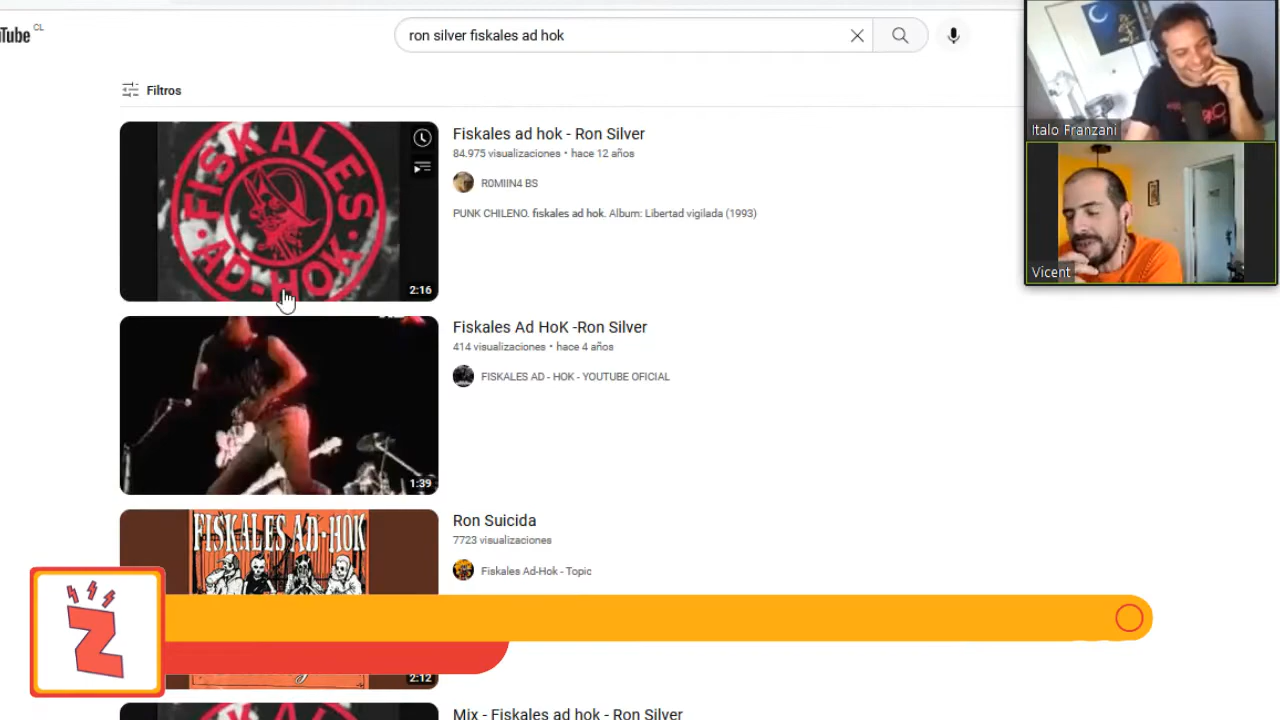 Tube CL
ron silver fiskales ad hok
Filtros
FISKALES
AD-HOK
2:16
Fiskales ad hok - Ron Silver
84.975 visualizaciones • hace 12 años
R0MIIN4 BS
PUNK CHILENO. fiskales ad hok. Album: Libertad vigilada (1993)
Italo Franzani
Vicent
1:39
Fiskales Ad HoK -Ron Silver
414 visualizaciones • hace 4 años
FISKALES AD - HOK - YOUTUBE OFICIAL
FISKALES AD-HOK
Ron Suicida
7723 visualizaciones
Fiskales Ad-Hok - Topic
Z
2:12
Mix - Fiskales ad hok - Ron Silver